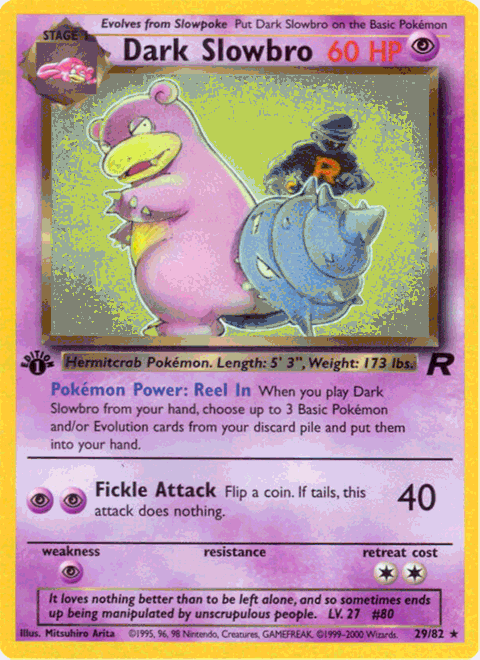 Evolves from Slowpoke Put Dark Slowbro on the Basic Pokémon
STAGE 1
Dark Slowbro 60 HP
R
EDITION
1
Hermitcrab Pokémon. Length: 5' 3", Weight: 173 lbs.
R
Pokémon Power: Reel In When you play Dark
Slowbro from your hand, choose up to 3 Basic Pokémon
and/or Evolution cards from your discard pile and put them
into your hand.
Fickle Attack Flip a coin. If tails, this
attack does nothing.
40
weakness resistance retreat cost
It loves nothing better than to be left alone, and so sometimes ends
up being manipulated by unscrupulous people. LV. 27 #80
Illus. Mitsuhiro Arita ©1995, 96, 98 Nintendo, Creatures, GAMEFREAK. ©1999-2000 Wizards. 29/82 ★